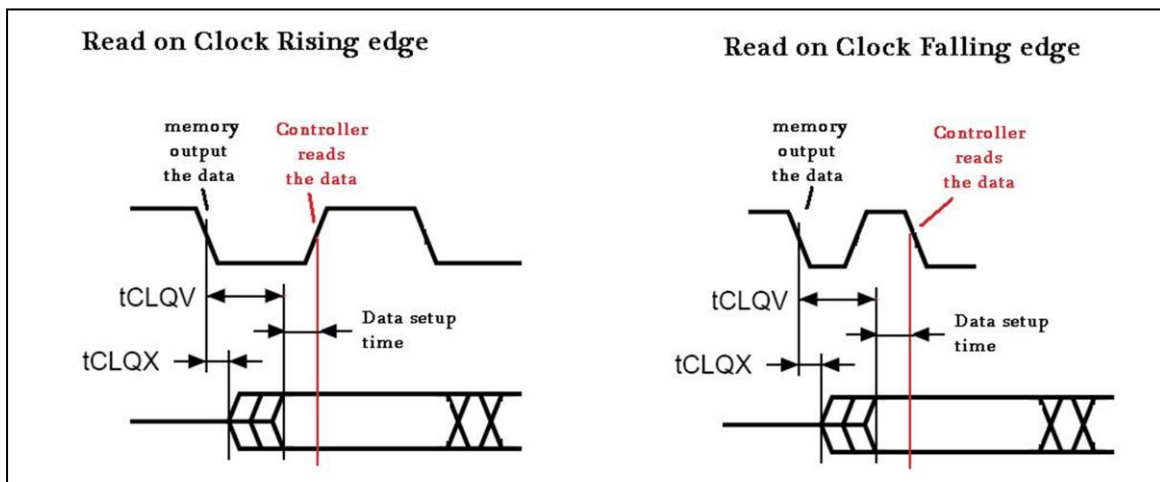 Read on Clock Rising edge
memory
output
the data
Controller
reads
the data
tCLQV
Data setup
time
tCLQX
Read on Clock Falling edge
memory
output
the data
Controller
reads
the data
tCLQV
Data setup
time
tCLQX